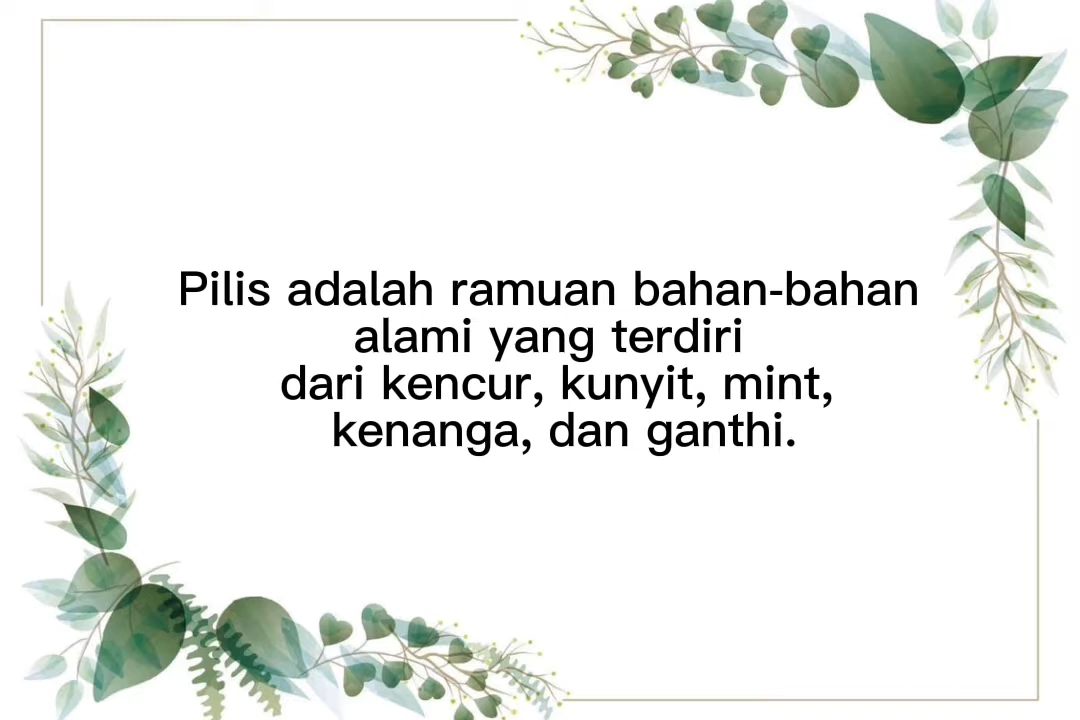 Pilis adalah ramuan bahan-bahan
alami yang terdiri
dari kencur, kunyit, mint,
kenanga, dan ganthi.